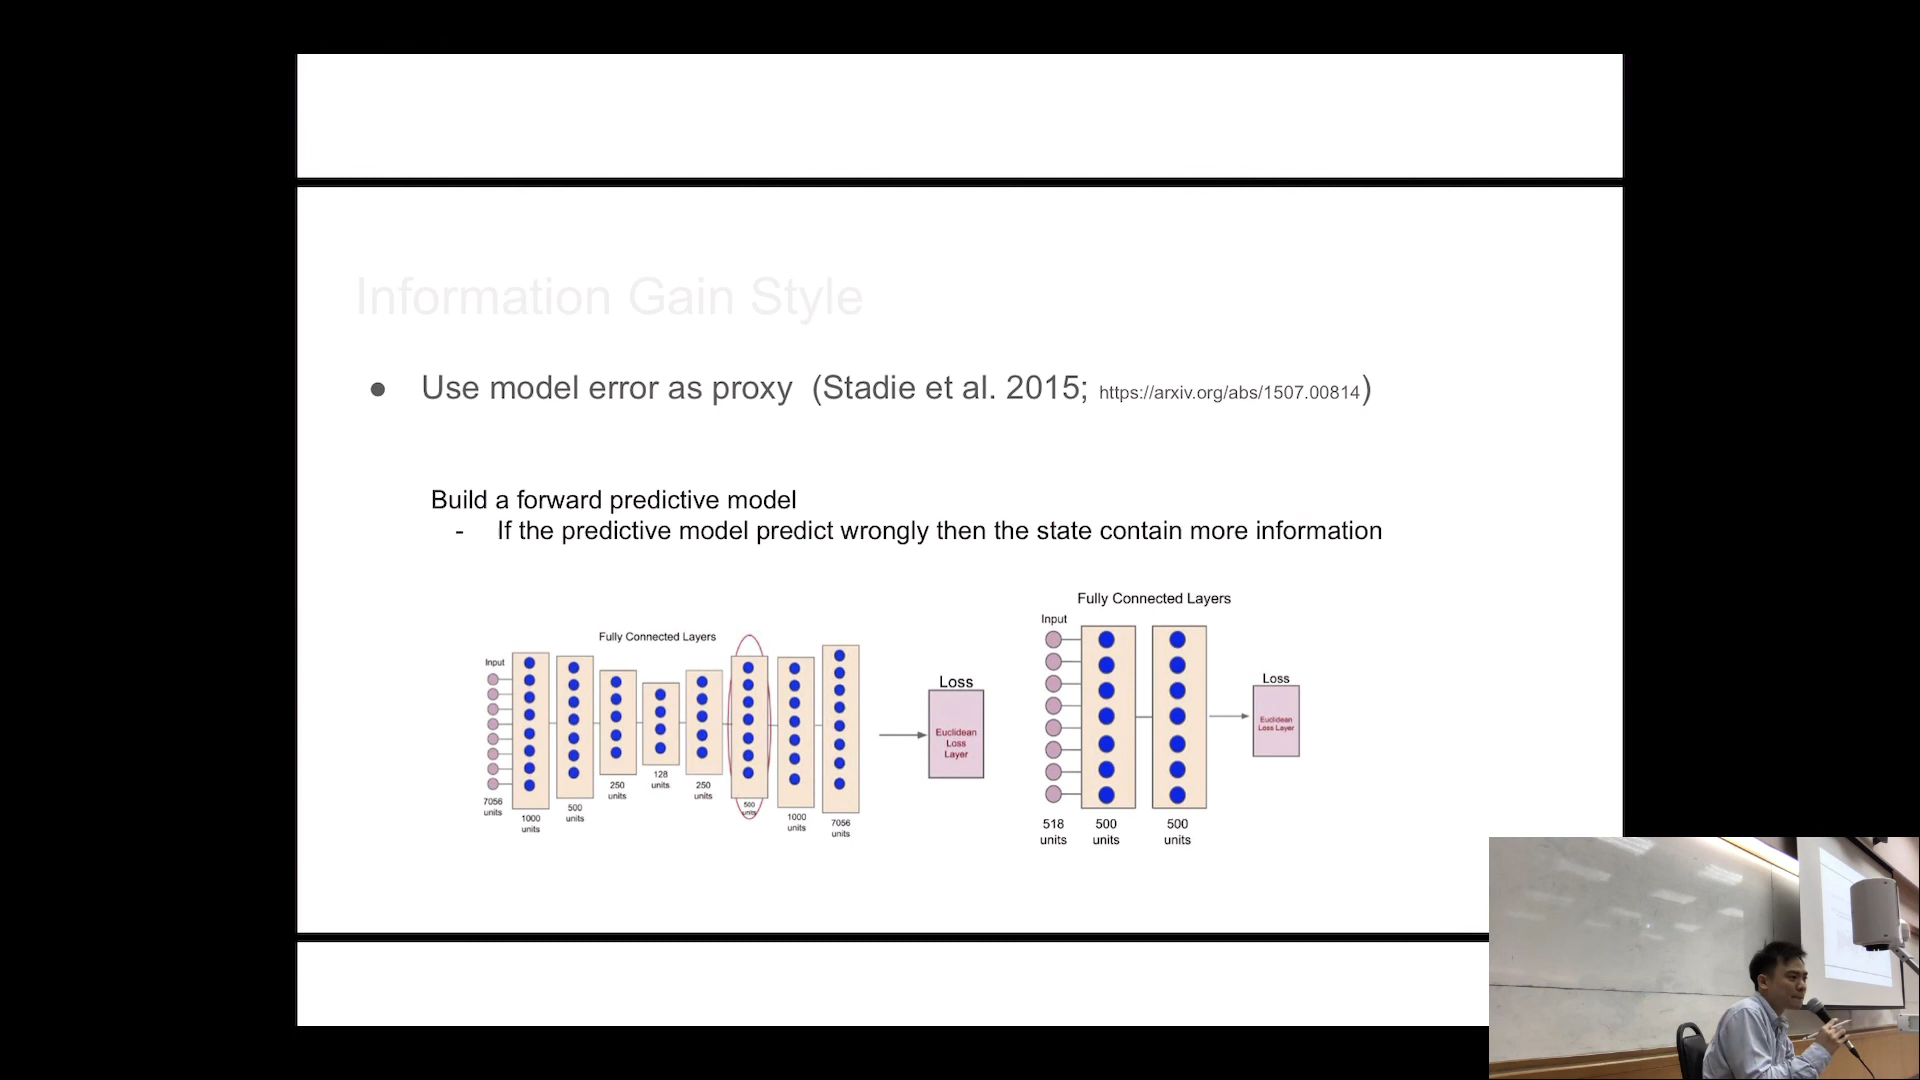 Information Gain Style
● Use model error as proxy (Stadie et al. 2015; https://arxiv.org/abs/1507.00814)
Build a forward predictive model
- If the predictive model predict wrongly then the state contain more information
Fully Connected Layers
Input
7056 units
1000 units
500 units
250 units
128 units
250 units
500 units
1000 units
7056 units
Loss
Euclidean
Loss
Layer
Fully Connected Layers
Input
518 units
500 units
500 units
Loss
Euclidean
Loss Layer